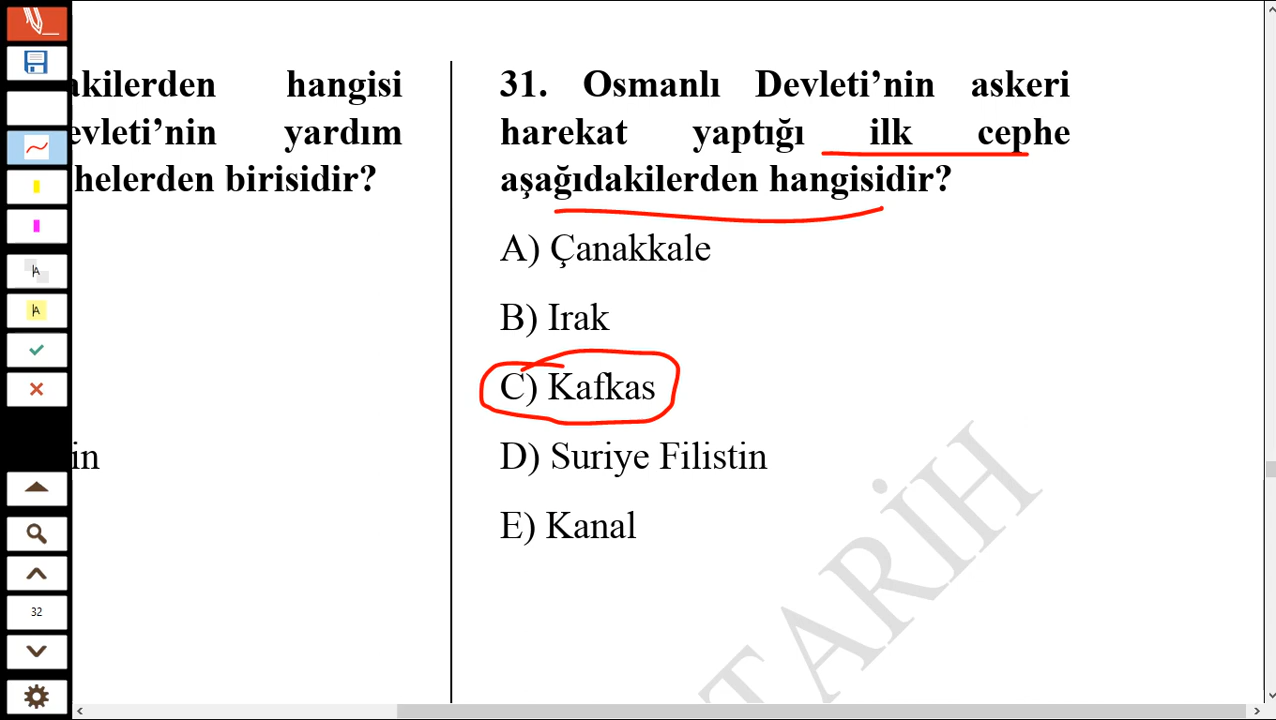 akilerden hangisi
evleti’nin yardım
helerden birisidir?
in
31. Osmanlı Devleti’nin askeri
harekat yaptığı ilk cephe
aşağıdakilerden hangisidir?
A) Çanakkale
B) Irak
C) Kafkas
D) Suriye Filistin
E) Kanal
TARİH
32